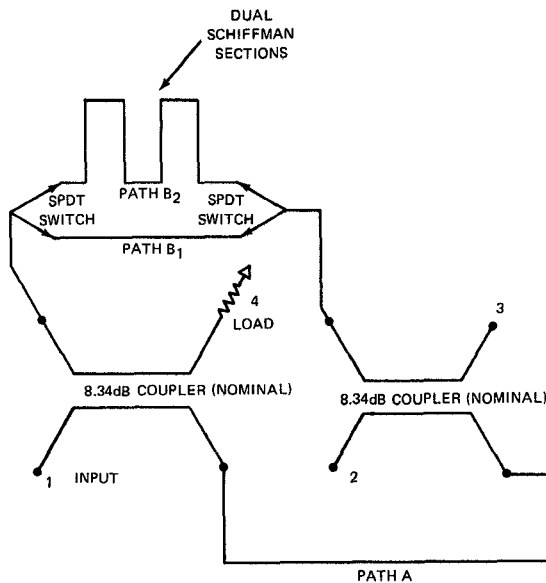 DUAL
SCHIFFMAN
SECTIONS
PATH B2
SPDT
SWITCH
SPDT
SWITCH
PATH B1
4
LOAD
3
8.34dB COUPLER (NOMINAL)
8.34dB COUPLER (NOMINAL)
1 INPUT
2
PATH A